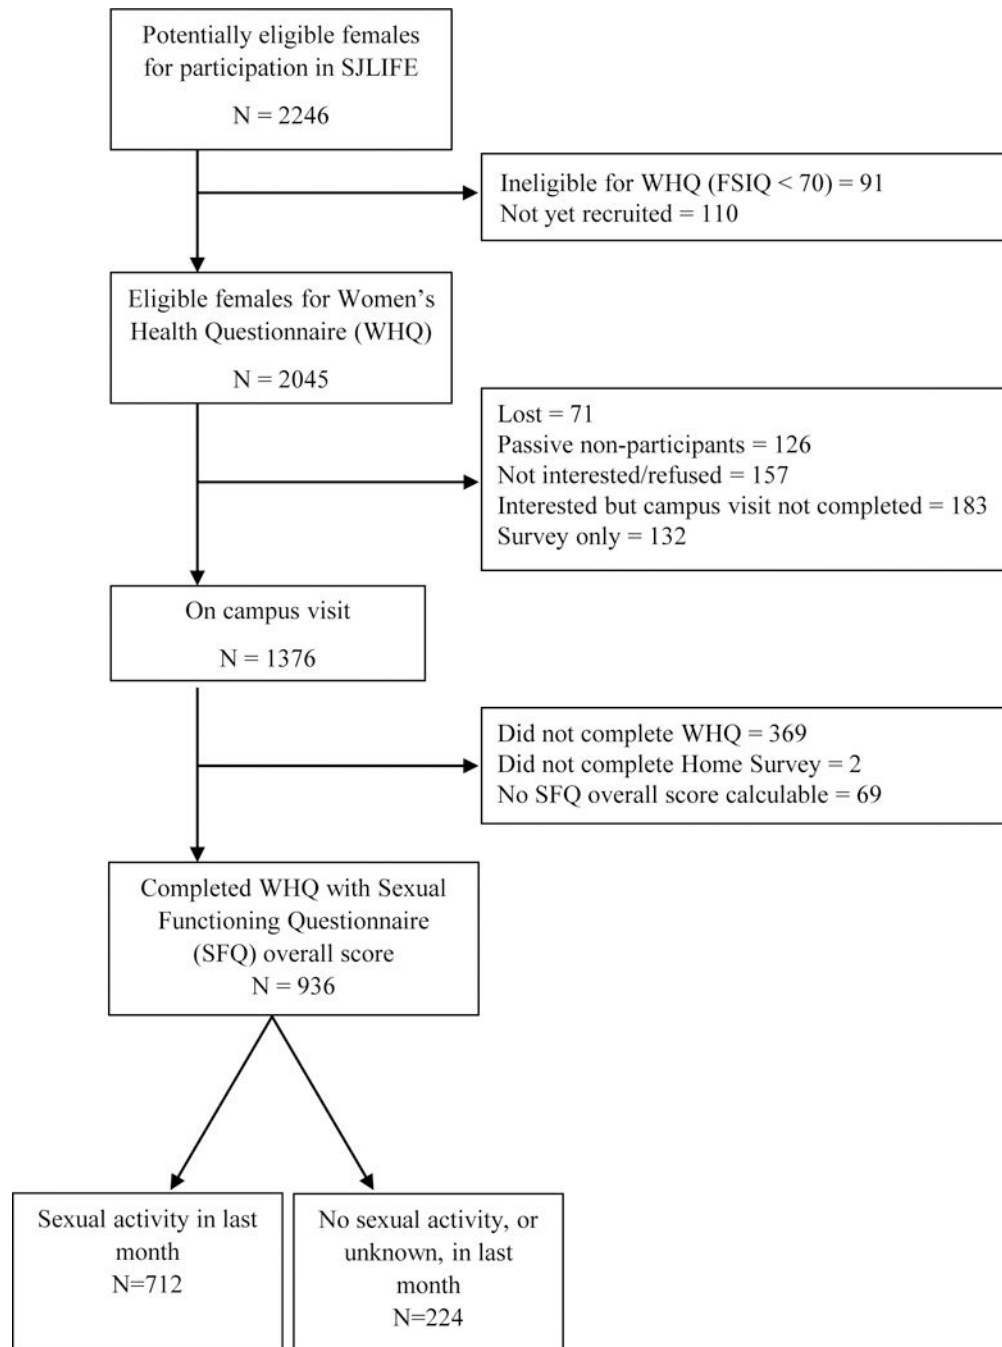 Potentially eligible females
for participation in SJLIFE
N = 2246
Ineligible for WHQ (FSIQ < 70) = 91
Not yet recruited = 110
Eligible females for Women's
Health Questionnaire (WHQ)
N = 2045
Lost = 71
Passive non-participants = 126
Not interested/refused = 157
Interested but campus visit not completed = 183
Survey only = 132
On campus visit
N = 1376
Did not complete WHQ = 369
Did not complete Home Survey = 2
No SFQ overall score calculable = 69
Completed WHQ with Sexual
Functioning Questionnaire
(SFQ) overall score
N = 936
Sexual activity in last
month
N=712
No sexual activity, or
unknown, in last
month
N=224